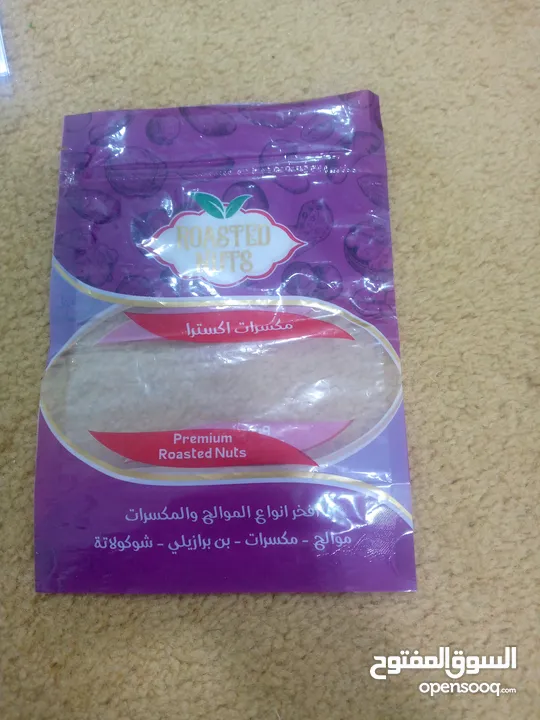 ROASTED
NUTS
مكسرات اكسترا
Premium
Roasted Nuts
افخر انواع الموالح والمكسرات
موالح - مكسرات - بن برازيلي - شوكولاتة
السوق المفتوح
opensooq.com